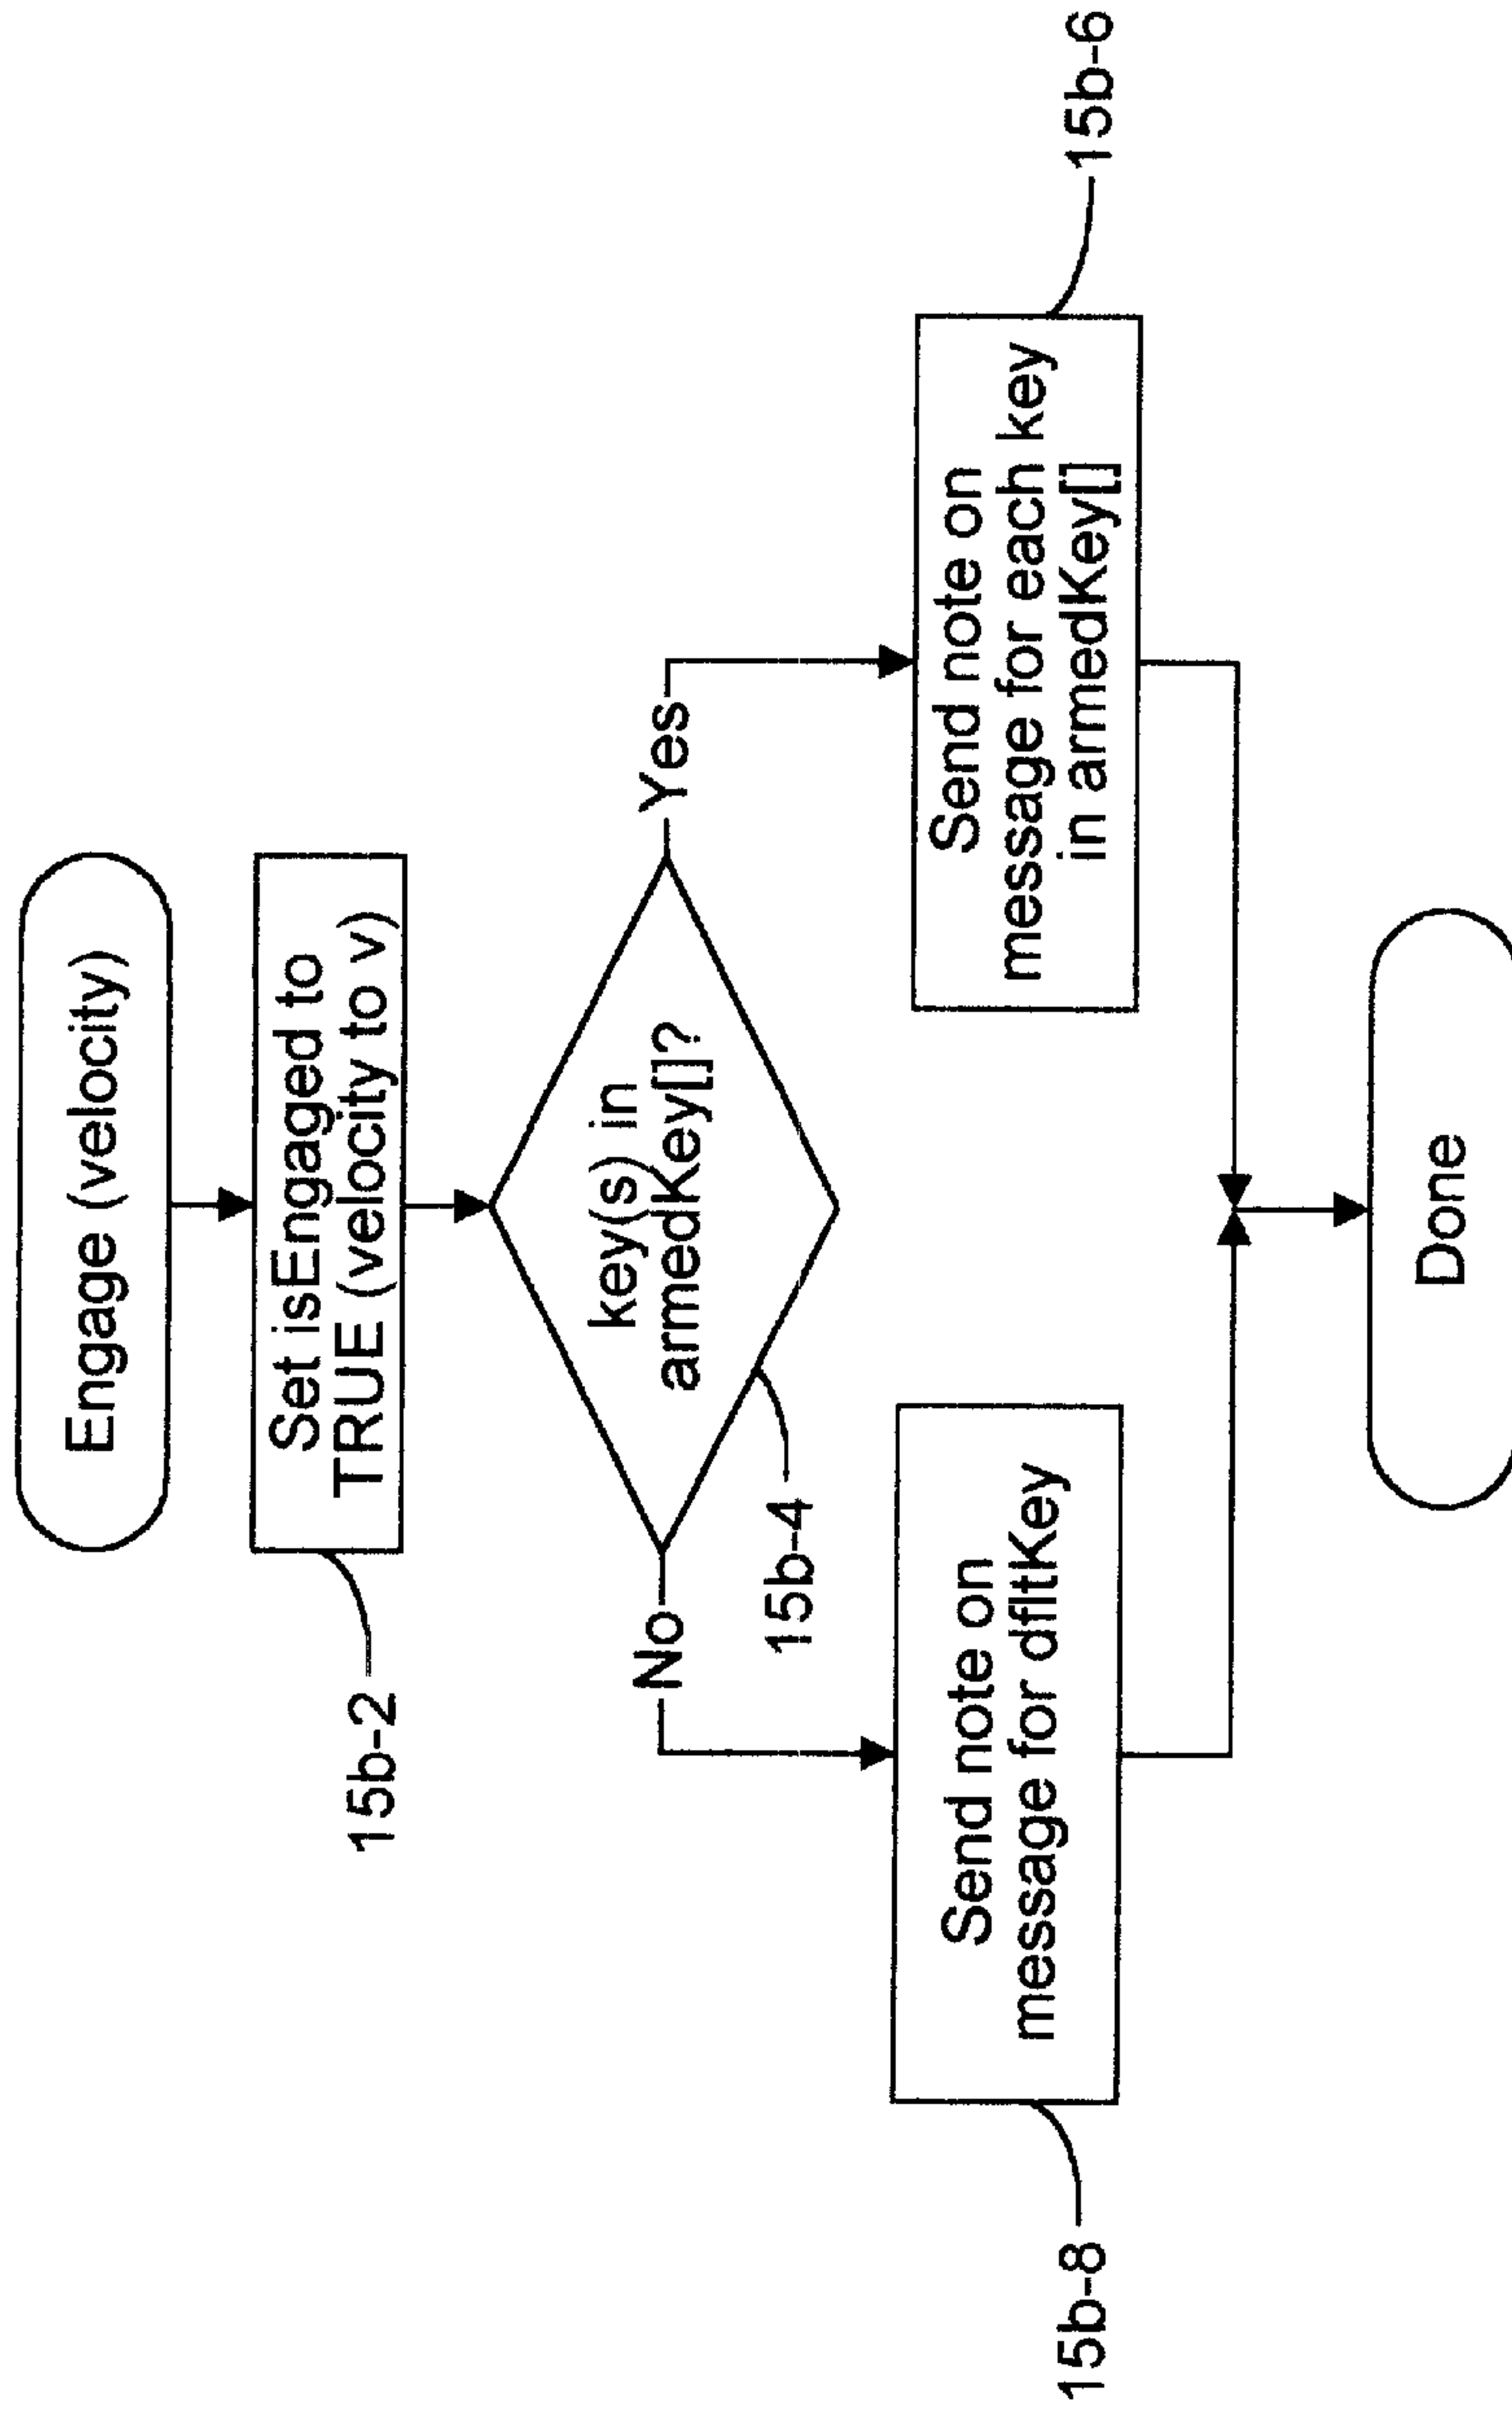 Engage (velocity)
Set isEngaged to
TRUE (velocity to v)
15b-2
key(s) in
armedKey[]?
No
Yes
15b-4
Send note on
message for dfltKey
Send note on
message for each key
in armedKey[]
15b-8
15b-6
Done